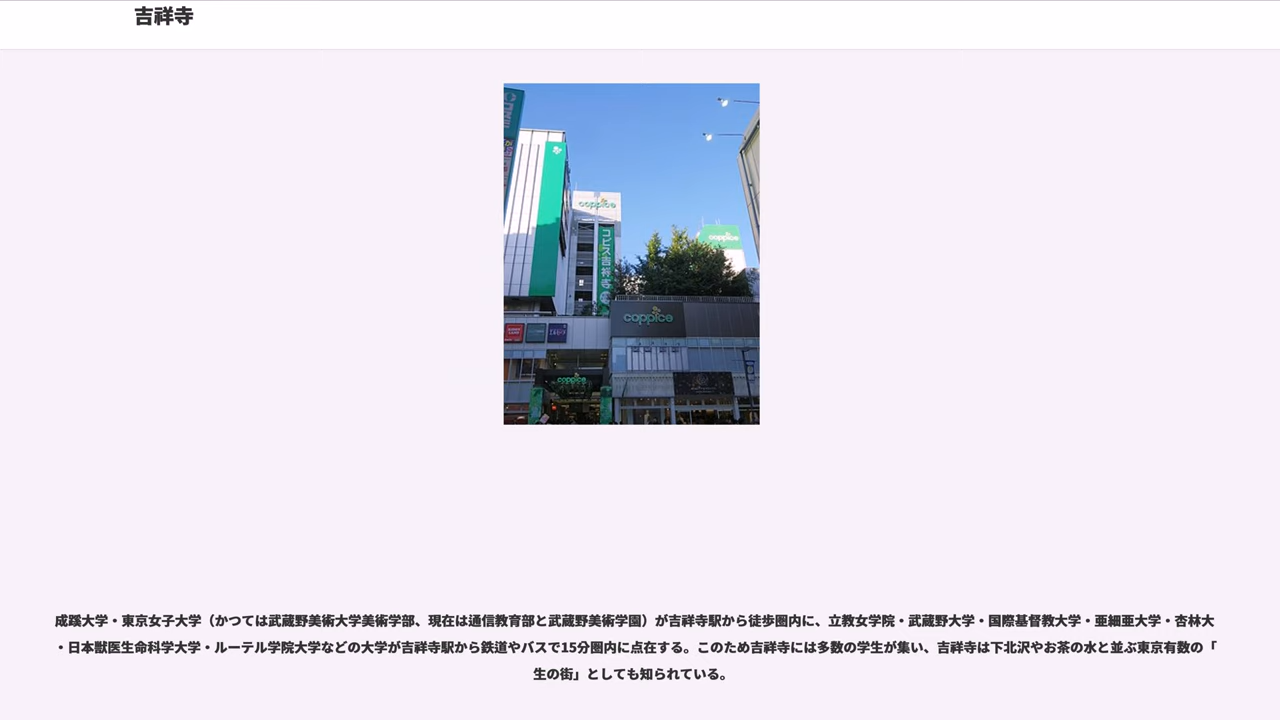 吉祥寺
coppice
コピス吉祥寺
coppice
coppice
coppice
成蹊大学・東京女子大学（かつては武蔵野美術大学美術学部、現在は通信教育部と武蔵野美術学園）が吉祥寺駅から徒歩圏内に、立教女学院・武蔵野大学・国際基督教大学・亜細亜大学・杏林大
・日本獣医生命科学大学・ルーテル学院大学などの大学が吉祥寺駅から鉄道やバスで15分圏内に点在する。このため吉祥寺には多数の学生が集い、吉祥寺は下北沢やお茶の水と並ぶ東京有数の「
生の街」としても知られている。